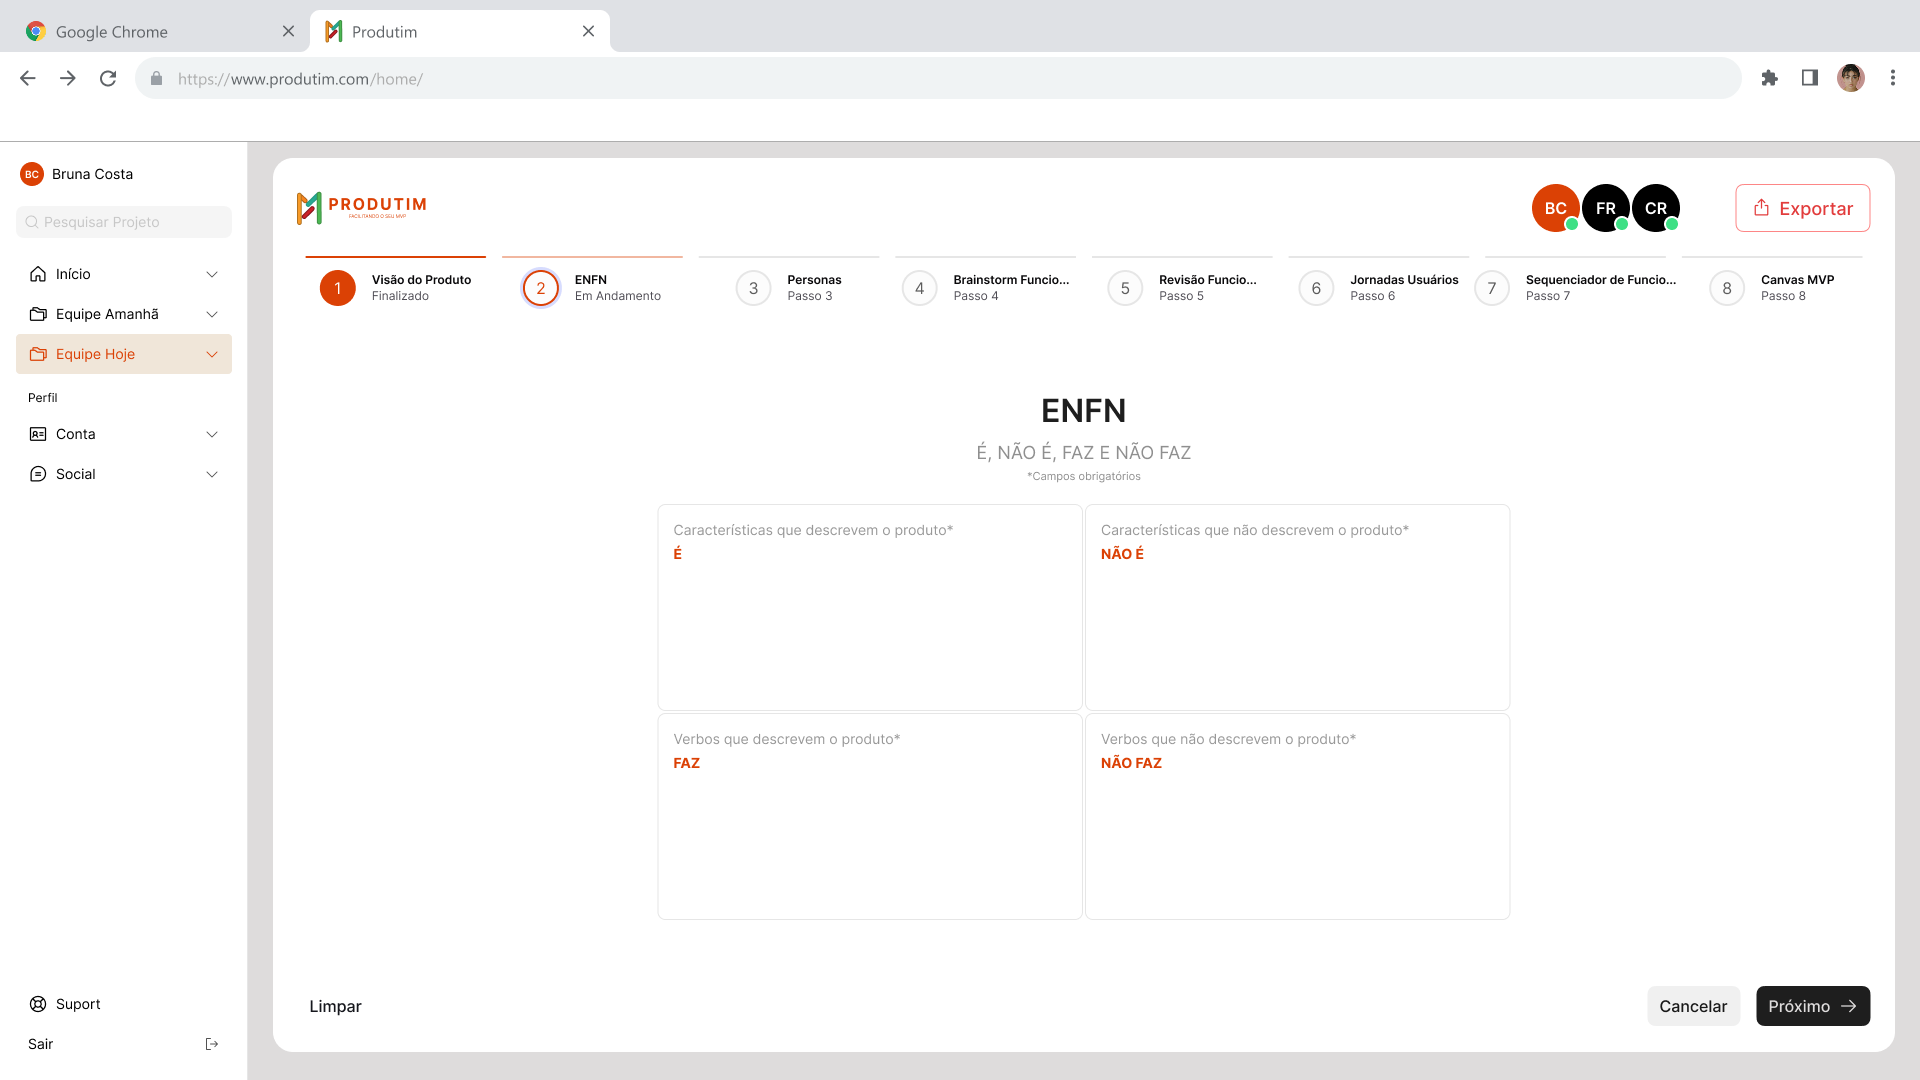 Google Chrome
Produtim
https://www.produtim.com/home/
BC Bruna Costa
Pesquisar Projeto
Início
Equipe Amanhã
Equipe Hoje
Perfil
Conta
Social
Suport
Sair
PRODUTIM
FACILITANDO O SEU MVP
BC
FR
CR
Exportar
1
Visão do Produto
Finalizado
2
ENFN
Em Andamento
3
Personas
Passo 3
4
Brainstorm Funcio...
Passo 4
5
Revisão Funcio...
Passo 5
6
Jornadas Usuários
Passo 6
7
Sequenciador de Funcio...
Passo 7
8
Canvas MVP
Passo 8
ENFN
É, NÃO É, FAZ E NÃO FAZ
*Campos obrigatórios
Características que descrevem o produto*
É
Características que não descrevem o produto*
NÃO É
Verbos que descrevem o produto*
FAZ
Verbos que não descrevem o produto*
NÃO FAZ
Limpar
Cancelar
Próximo